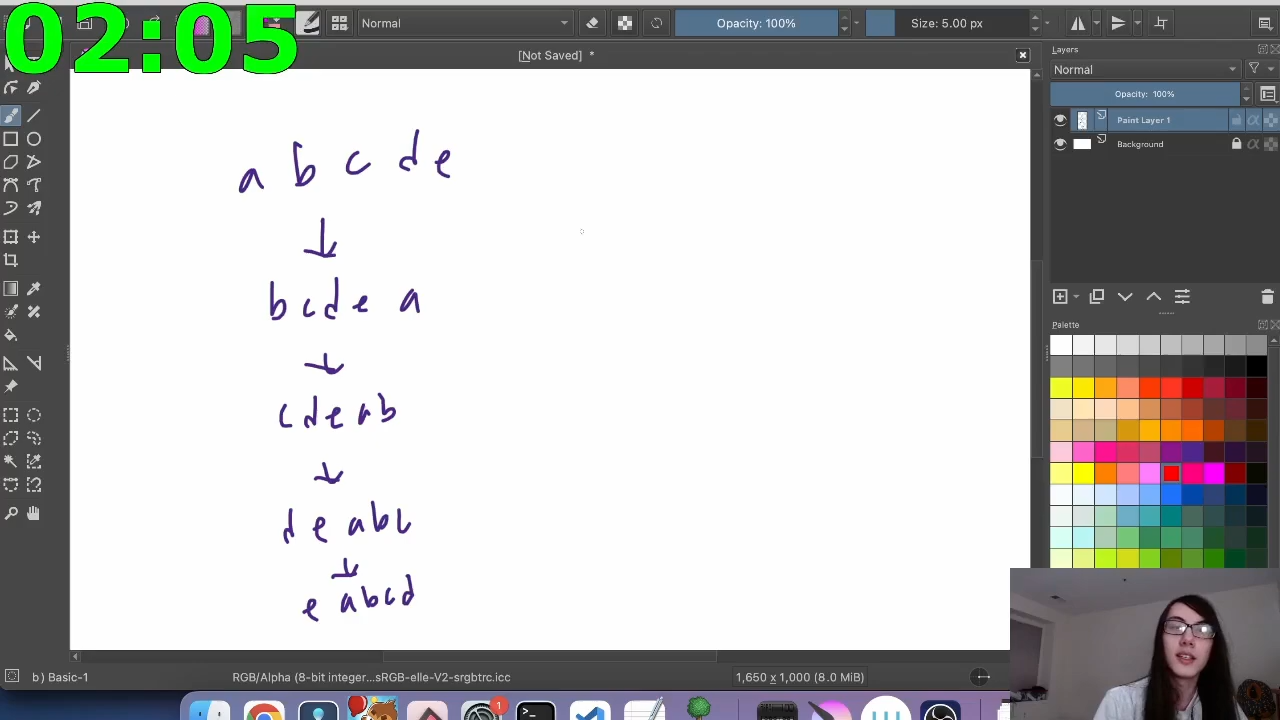 02:05
Normal
Opacity: 100%
Size: 5.00 px
[Not Saved] *
Layers
Normal
Opacity: 100%
Paint Layer 1
Background
Palette
a b c d e
b c d e a
c d e a b
d e a b c
e a b c d
b) Basic-1
RGB/Alpha (8-bit integer...sRGB-elle-V2-srgbtrc.icc
1,650 x 1,000 (8.0 MiB)
1